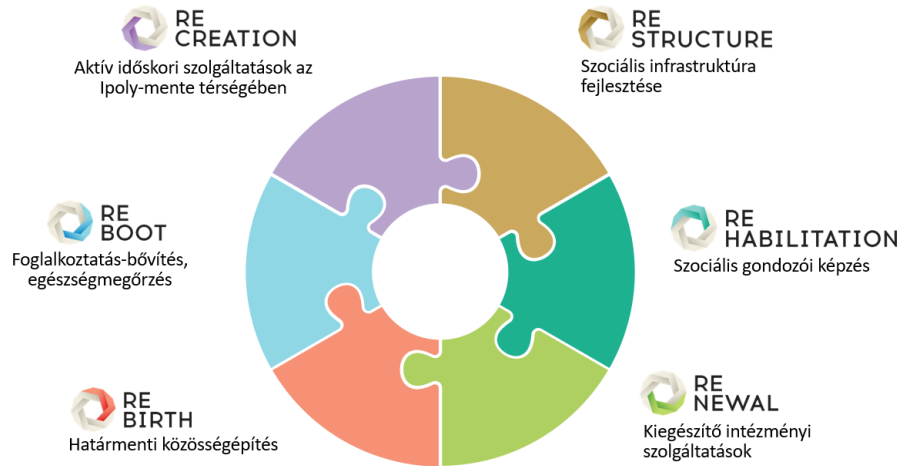 RE
CREATION
Aktív időskori szolgáltatások az
Ipoly-mente térségében
RE
STRUCTURE
Szociális infrastruktúra
fejlesztése
RE
BOOT
Foglalkoztatás-bővítés,
egészségmegőrzés
RE
HABILITATION
Szociális gondozói képzés
RE
BIRTH
Határmenti közösségépítés
RE
NEWAL
Kiegészítő intézményi
szolgáltatások